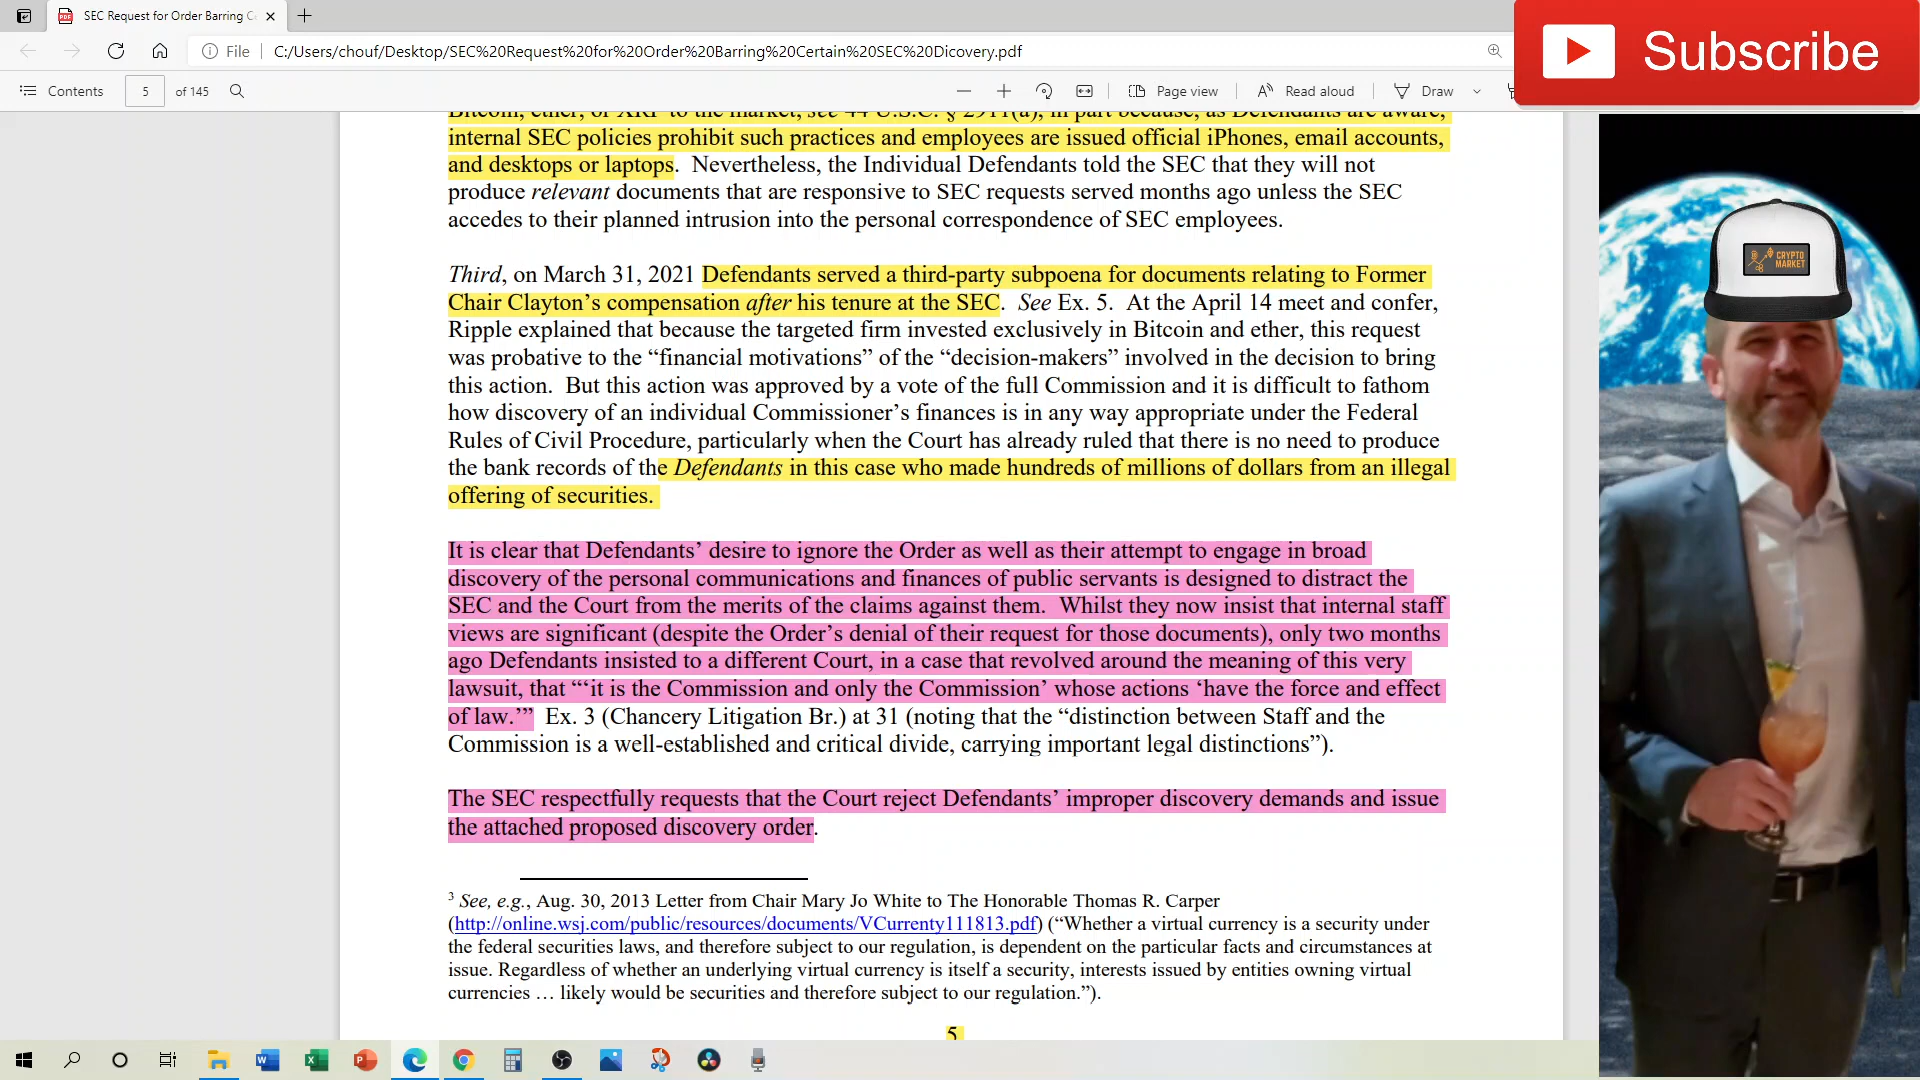 SEC Request for Order Barring C
File
C:/Users/chouf/Desktop/SEC%20Request%20for%20Order%20Barring%20Certain%20SEC%20Dicovery.pdf
Subscribe
Contents
5
of 145
Page view
Read aloud
Draw
Bitcoin, ether, or XRP to the market, see 44 U.S.C. § 2911(a), in part because, as Defendants are aware,
internal SEC policies prohibit such practices and employees are issued official iPhones, email accounts,
and desktops or laptops. Nevertheless, the Individual Defendants told the SEC that they will not
produce relevant documents that are responsive to SEC requests served months ago unless the SEC
accedes to their planned intrusion into the personal correspondence of SEC employees.
Third, on March 31, 2021 Defendants served a third-party subpoena for documents relating to Former
Chair Clayton’s compensation after his tenure at the SEC. See Ex. 5. At the April 14 meet and confer,
Ripple explained that because the targeted firm invested exclusively in Bitcoin and ether, this request
was probative to the “financial motivations” of the “decision-makers” involved in the decision to bring
this action. But this action was approved by a vote of the full Commission and it is difficult to fathom
how discovery of an individual Commissioner’s finances is in any way appropriate under the Federal
Rules of Civil Procedure, particularly when the Court has already ruled that there is no need to produce
the bank records of the Defendants in this case who made hundreds of millions of dollars from an illegal
offering of securities.
It is clear that Defendants’ desire to ignore the Order as well as their attempt to engage in broad
discovery of the personal communications and finances of public servants is designed to distract the
SEC and the Court from the merits of the claims against them. Whilst they now insist that internal staff
views are significant (despite the Order’s denial of their request for those documents), only two months
ago Defendants insisted to a different Court, in a case that revolved around the meaning of this very
lawsuit, that “‘it is the Commission and only the Commission’ whose actions ‘have the force and effect
of law.’” Ex. 3 (Chancery Litigation Br.) at 31 (noting that the “distinction between Staff and the
Commission is a well-established and critical divide, carrying important legal distinctions”).
The SEC respectfully requests that the Court reject Defendants’ improper discovery demands and issue
the attached proposed discovery order.
3 See, e.g., Aug. 30, 2013 Letter from Chair Mary Jo White to The Honorable Thomas R. Carper
(http://online.wsj.com/public/resources/documents/VCurrenty111813.pdf) (“Whether a virtual currency is a security under
the federal securities laws, and therefore subject to our regulation, is dependent on the particular facts and circumstances at
issue. Regardless of whether an underlying virtual currency is itself a security, interests issued by entities owning virtual
currencies … likely would be securities and therefore subject to our regulation.”).
5
CRYPTO
MARKET